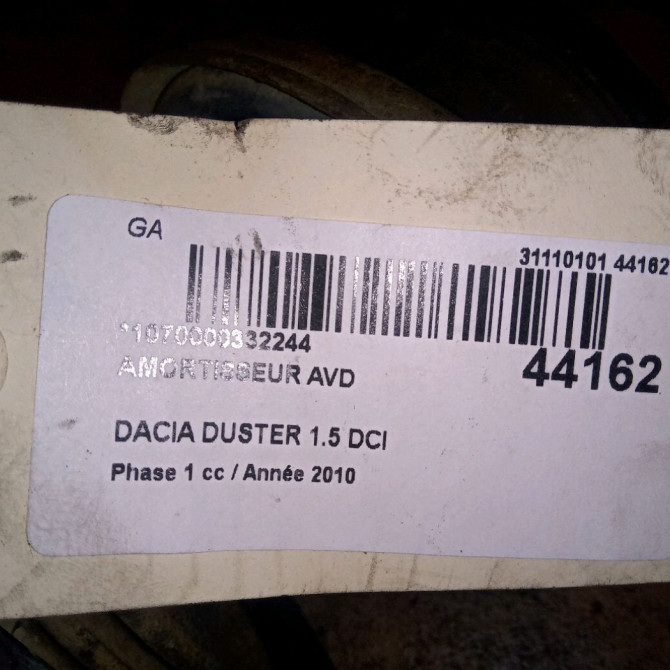 GA
31110101 44162
*1070000332244
44162
AMORTISSEUR AVD
DACIA DUSTER 1.5 DCI
Phase 1 cc / Année 2010